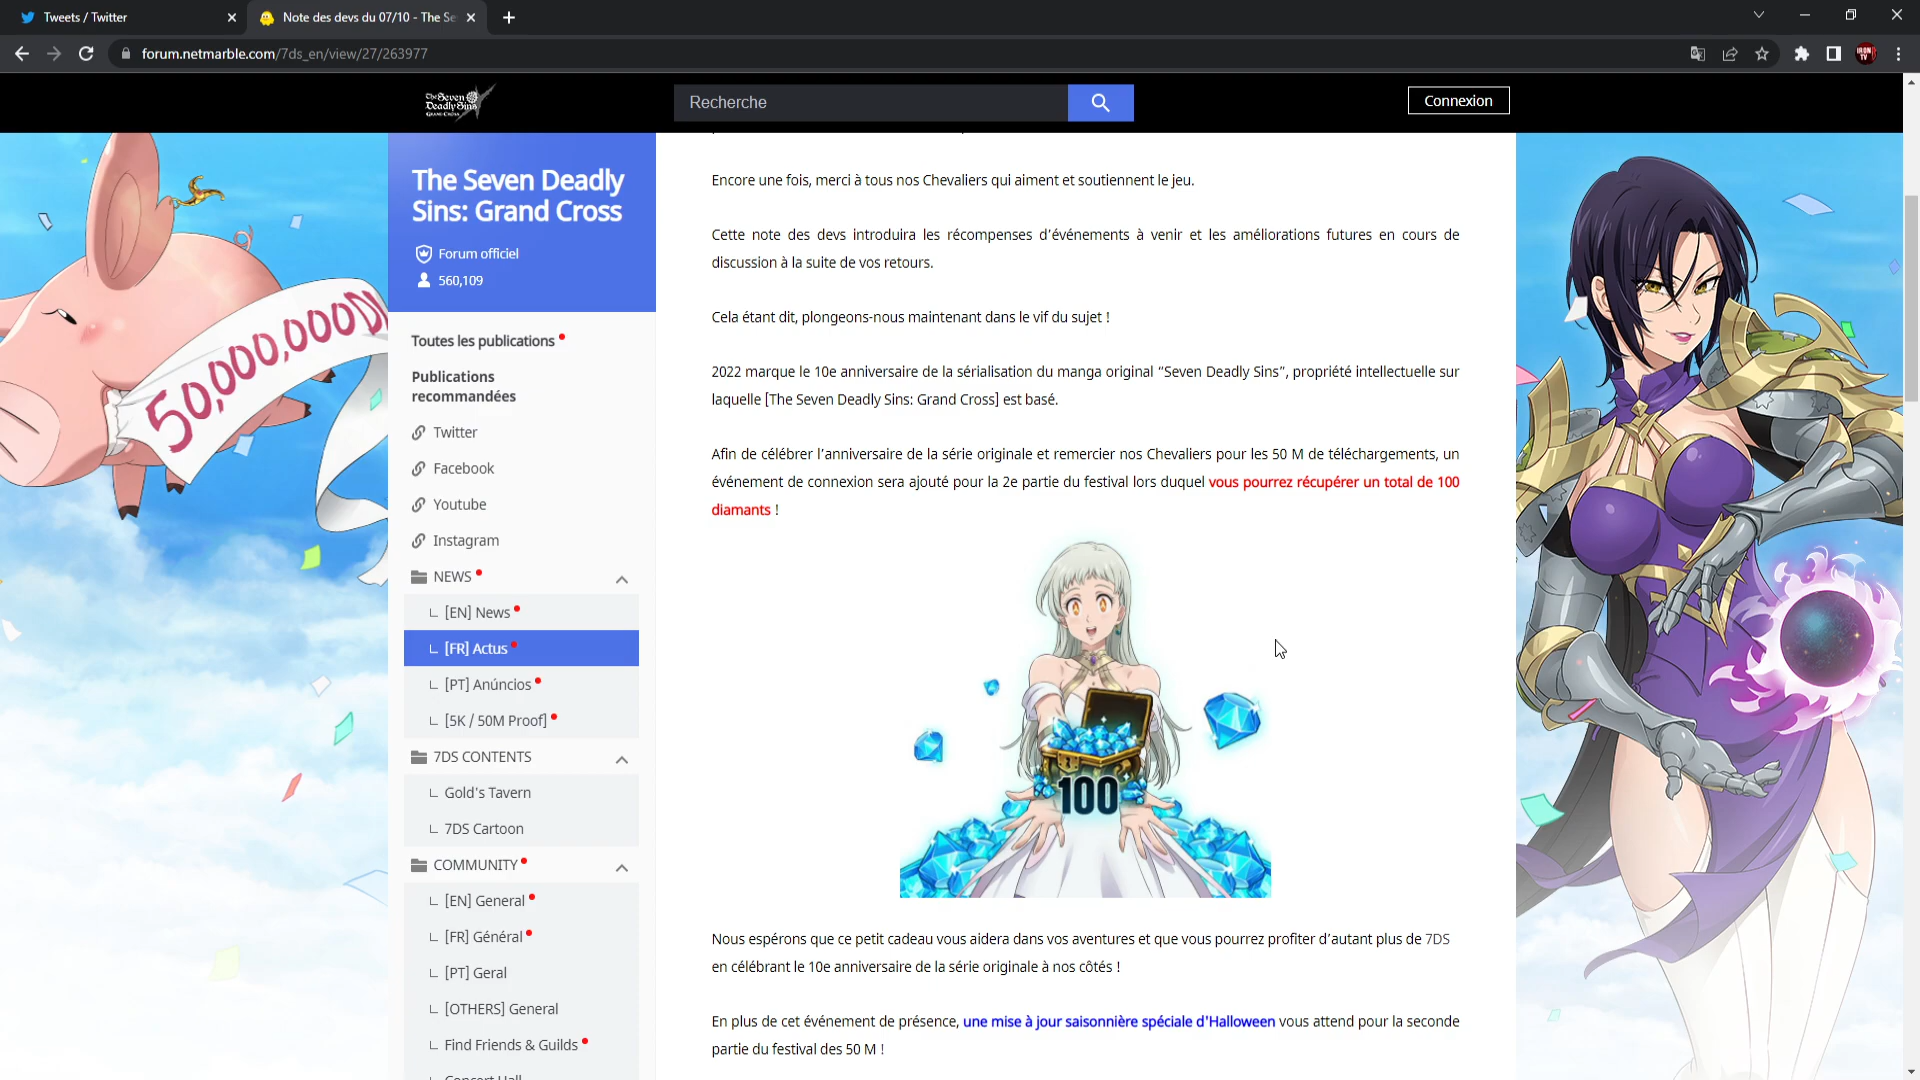 Tweets / Twitter
Note des devs du 07/10 - The Se
forum.netmarble.com/7ds_en/view/27/263977
IRON
TV
The Seven
Deadly Sins
GRAND CROSS
Recherche
Connexion
The Seven Deadly
Sins: Grand Cross
Forum officiel
560,109
Toutes les publications
Publications
recommandées
Twitter
Facebook
Youtube
Instagram
NEWS
[EN] News
[FR] Actus
[PT] Anúncios
[5K / 50M Proof]
7DS CONTENTS
Gold's Tavern
7DS Cartoon
COMMUNITY
[EN] General
[FR] Général
[PT] Geral
[OTHERS] General
Find Friends & Guilds
Concert Hall
50,000,000
Encore une fois, merci à tous nos Chevaliers qui aiment et soutiennent le jeu.
Cette note des devs introduira les récompenses d'événements à venir et les améliorations futures en cours de
discussion à la suite de vos retours.
Cela étant dit, plongeons-nous maintenant dans le vif du sujet !
2022 marque le 10e anniversaire de la sérialisation du manga original "Seven Deadly Sins", propriété intellectuelle sur
laquelle [The Seven Deadly Sins: Grand Cross] est basé.
Afin de célébrer l'anniversaire de la série originale et remercier nos Chevaliers pour les 50 M de téléchargements, un
événement de connexion sera ajouté pour la 2e partie du festival lors duquel vous pourrez récupérer un total de 100
diamants !
100
Nous espérons que ce petit cadeau vous aidera dans vos aventures et que vous pourrez profiter d'autant plus de 7DS
en célébrant le 10e anniversaire de la série originale à nos côtés !
En plus de cet événement de présence, une mise à jour saisonnière spéciale d'Halloween vous attend pour la seconde
partie du festival des 50 M !